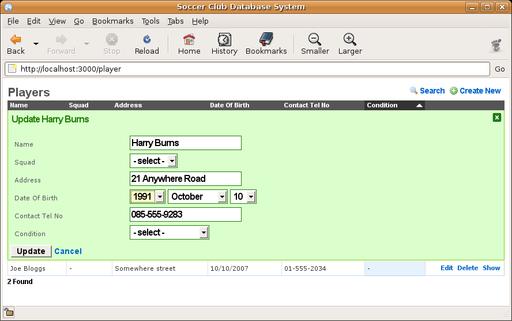 Soccer Club Database System
File Edit View Go Bookmarks Tools Tabs Help
Back Forward Stop Reload Home History Bookmarks Smaller Larger
http://localhost:3000/player Go
Players Search Create New
Name Squad Address Date Of Birth Contact Tel No Condition
Update Harry Burns
Name Harry Burns
Squad - select -
Address 21 Anywhere Road
Date Of Birth 1991 October 10
Contact Tel No 085-555-9283
Condition - select -
Update Cancel
Joe Bloggs - Somewhere street 10/10/2007 01-555-2034 - Edit Delete Show
2 Found